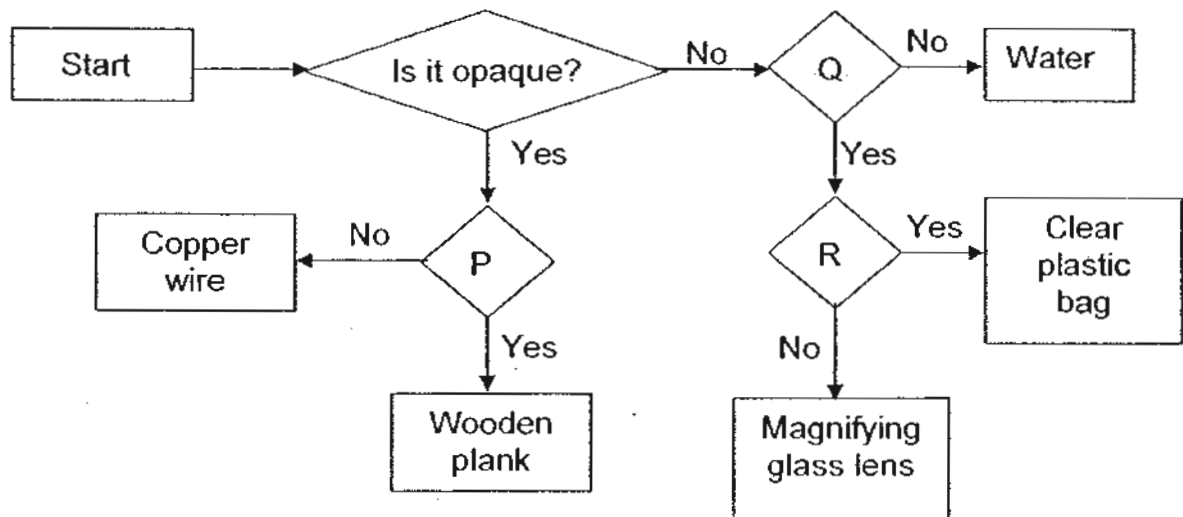 Start
Is it opaque?
No
Q
No
Water
Yes
Yes
Copper
wire
No
P
R
Yes
Clear
plastic
bag
Yes
No
Wooden
plank
Magnifying
glass lens